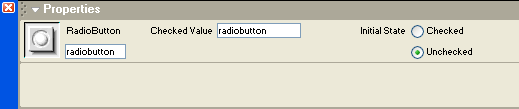 Properties
RadioButton Checked Value radiobutton Initial State Checked
radiobutton Unchecked